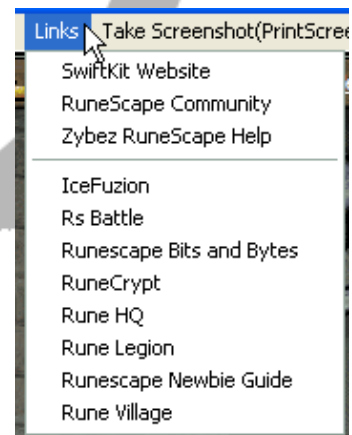 Links Take Screenshot(PrintScree
SwiftKit Website
RuneScape Community
Zybez RuneScape Help
IceFuzion
Rs Battle
Runescape Bits and Bytes
RuneCrypt
Rune HQ
Rune Legion
Runescape Newbie Guide
Rune Village